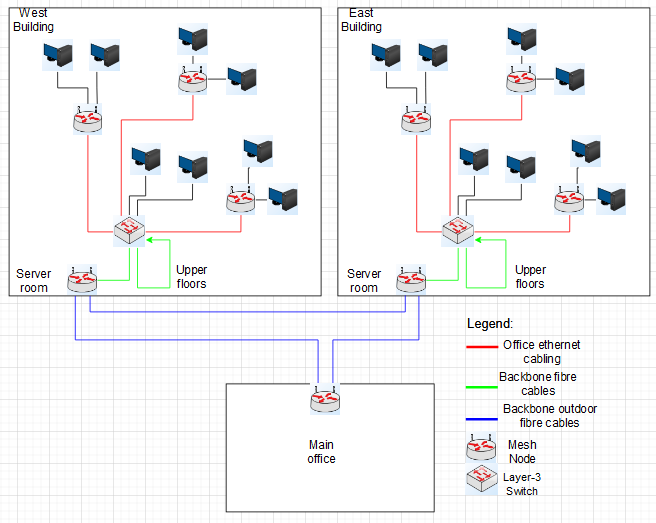 West
Building
East
Building
Server
room
Upper
floors
Server
room
Upper
floors
Legend:
Office ethernet
cabling
Backbone fibre
cables
Backbone outdoor
fibre cables
Mesh
Node
Layer-3
Switch
Main
office